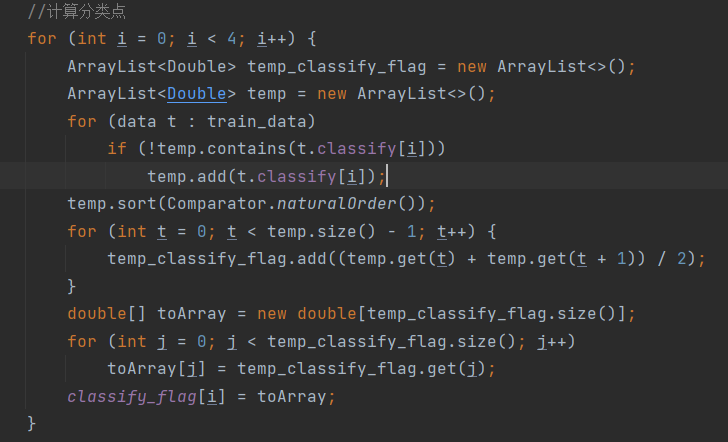 //计算分类点
for (int i = 0; i < 4; i++) {
    ArrayList<Double> temp_classify_flag = new ArrayList<>();
    ArrayList<Double> temp = new ArrayList<>();
    for (data t : train_data)
        if (!temp.contains(t.classify[i]))
            temp.add(t.classify[i]);
    temp.sort(Comparator.naturalOrder());
    for (int t = 0; t < temp.size() - 1; t++) {
        temp_classify_flag.add((temp.get(t) + temp.get(t + 1)) / 2);
    }
    double[] toArray = new double[temp_classify_flag.size()];
    for (int j = 0; j < temp_classify_flag.size(); j++)
        toArray[j] = temp_classify_flag.get(j);
    classify_flag[i] = toArray;
}